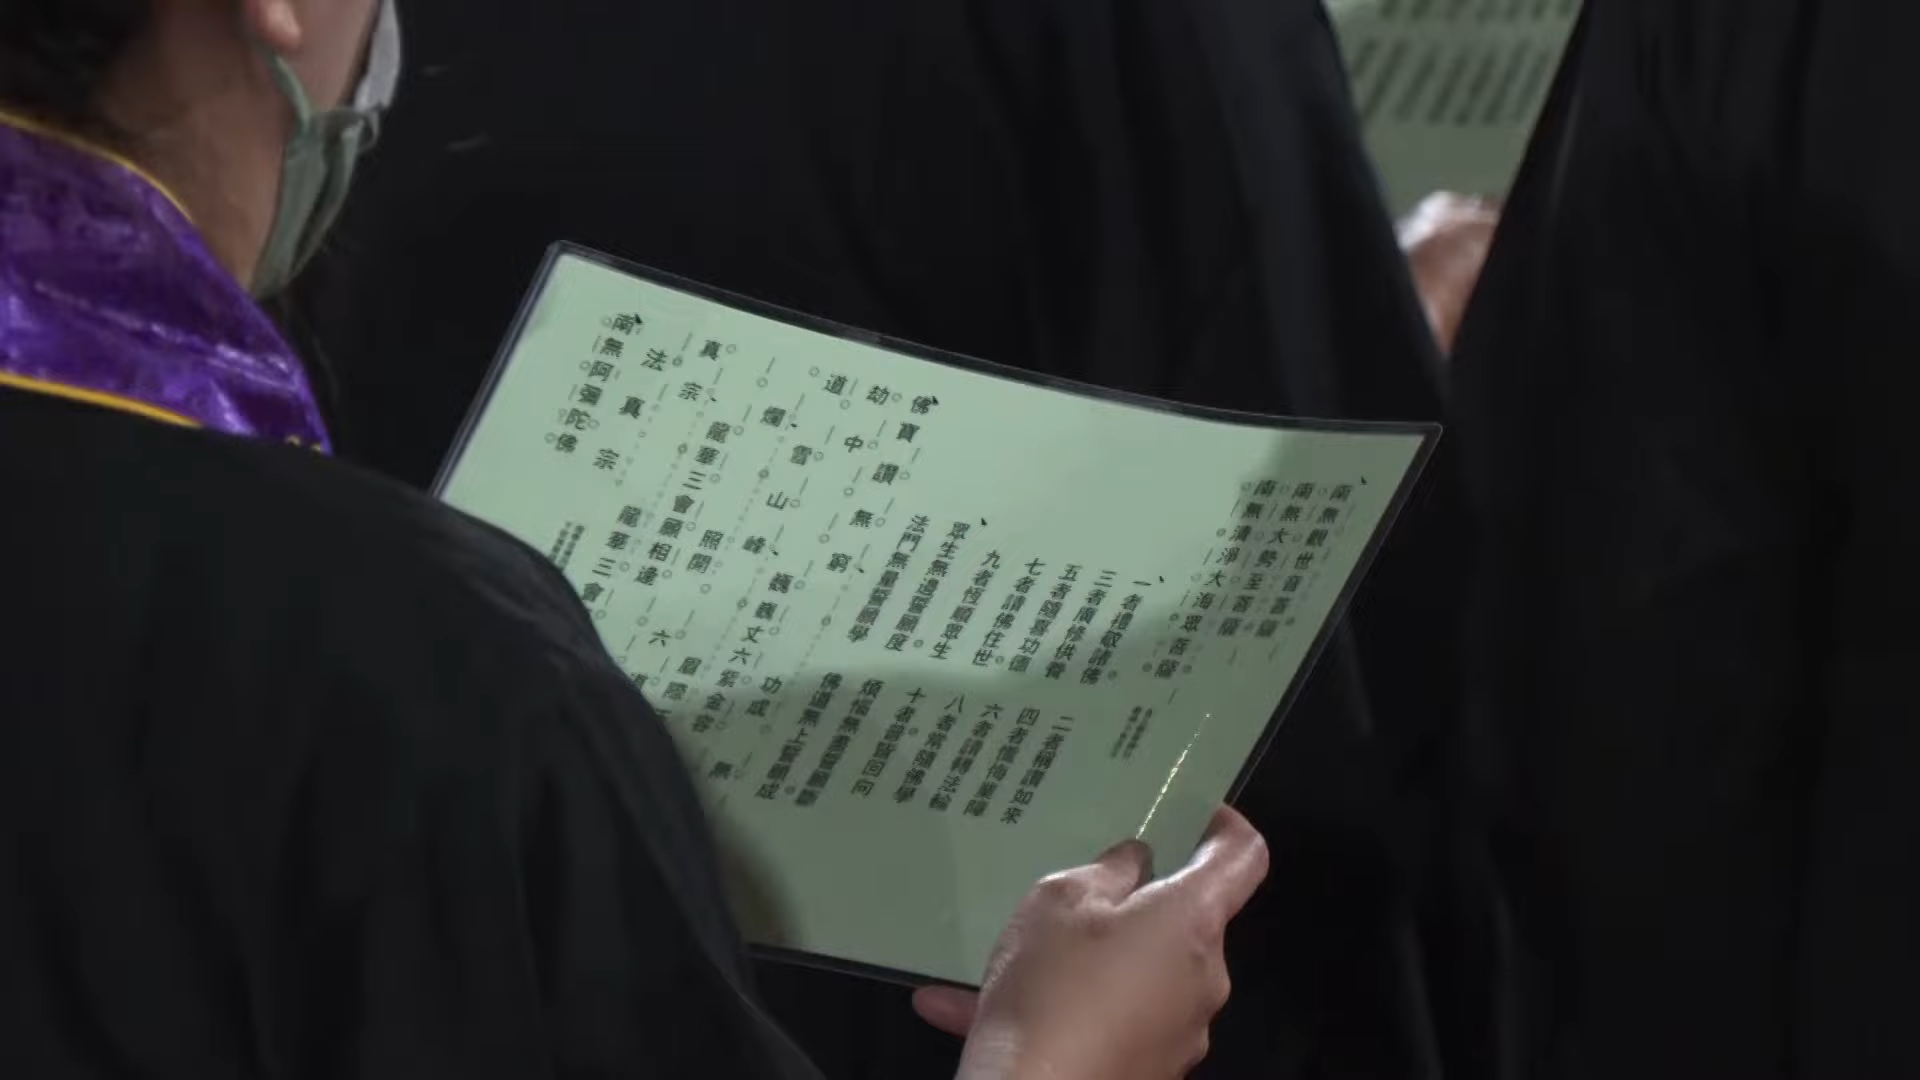 南無觀世音菩薩
南無大勢至菩薩
南無清淨大海眾菩薩
一者禮敬諸佛 二者稱讚如來
三者廣修供養 四者懺悔業障
五者隨喜功德 六者請轉法輪
七者請佛住世 八者常隨佛學
九者恆順眾生 十者普皆回向
眾生無邊誓願度 煩惱無盡誓願斷
法門無量誓願學 佛道無上誓願成
佛寶讚無窮 功成無
劫中 巍巍丈六紫金容
道雪山峰 眉際
爛 照開六道
龍華三會願相逢
真宗 龍華三會
法真宗
南無阿彌陀佛